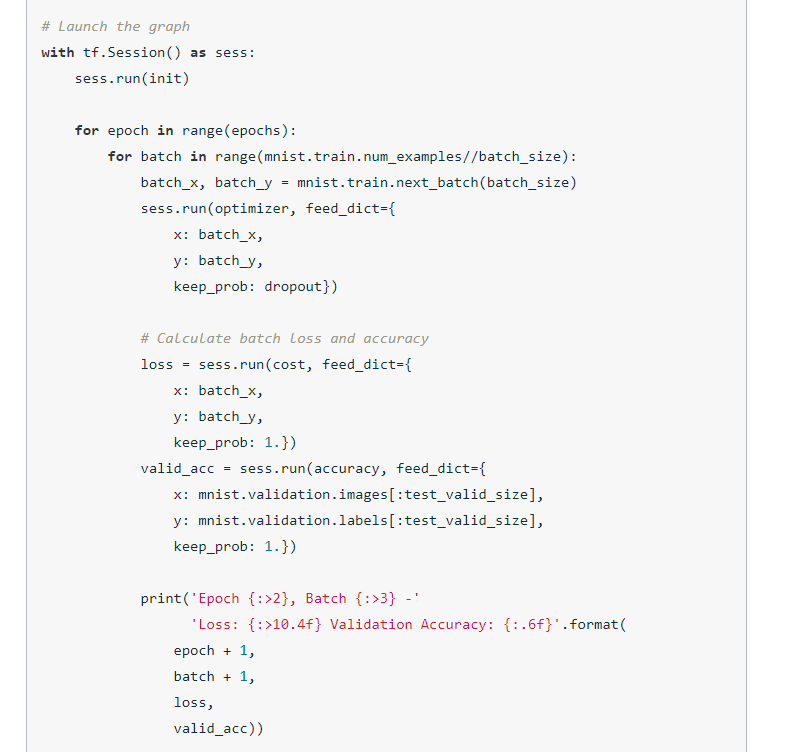 # Launch the graph
with tf.Session() as sess:
    sess.run(init)

    for epoch in range(epochs):
        for batch in range(mnist.train.num_examples//batch_size):
            batch_x, batch_y = mnist.train.next_batch(batch_size)
            sess.run(optimizer, feed_dict={
                x: batch_x,
                y: batch_y,
                keep_prob: dropout})

            # Calculate batch loss and accuracy
            loss = sess.run(cost, feed_dict={
                x: batch_x,
                y: batch_y,
                keep_prob: 1.})
            valid_acc = sess.run(accuracy, feed_dict={
                x: mnist.validation.images[:test_valid_size],
                y: mnist.validation.labels[:test_valid_size],
                keep_prob: 1.})

            print('Epoch {:>2}, Batch {:>3} -'
                  'Loss: {:>10.4f} Validation Accuracy: {:.6f}'.format(
                epoch + 1,
                batch + 1,
                loss,
                valid_acc))